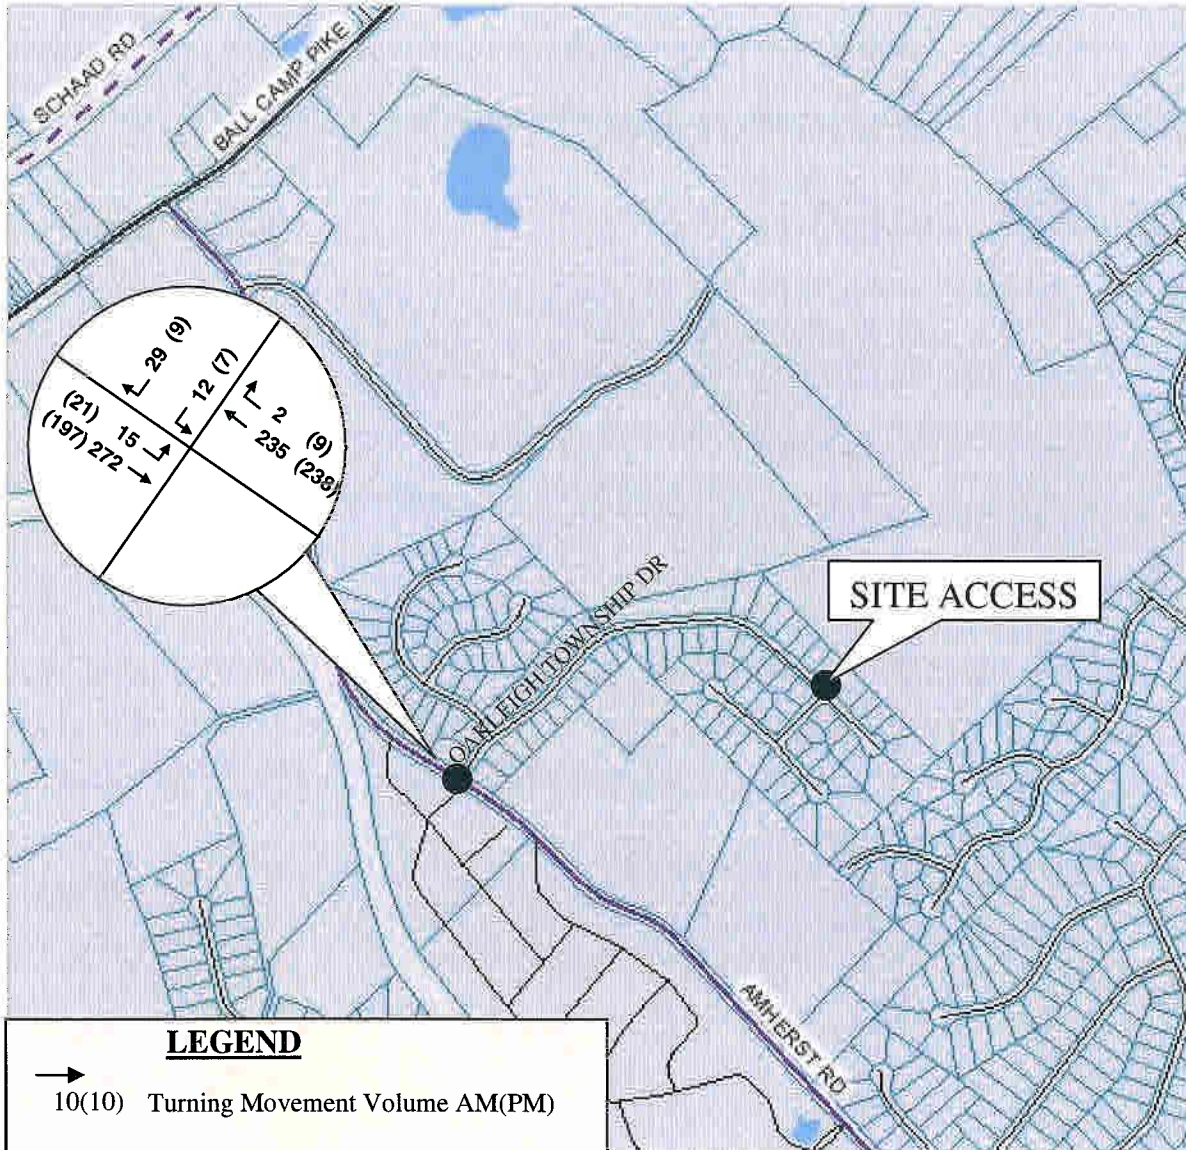 SCHAAD RD
BALL CAMP PIKE
29 (9)
12 (7)
2 (9)
235 (238)
(21) 15
(197) 272
OAKLEIGH TOWNSHIP DR
SITE ACCESS
AMHERST RD
LEGEND
10(10) Turning Movement Volume AM(PM)